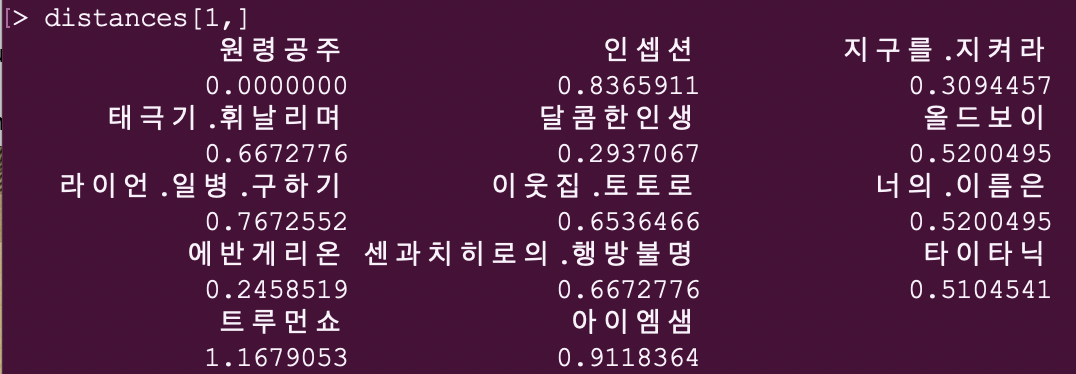 [> distances[1,]
원령공주 인셉션 지구를.지켜라
0.0000000 0.8365911 0.3094457
태극기.휘날리며 달콤한인생 올드보이
0.6672776 0.2937067 0.5200495
라이언.일병.구하기 이웃집.토토로 너의.이름은
0.7672552 0.6536466 0.5200495
에반게리온 센과치히로의.행방불명 타이타닉
0.2458519 0.6672776 0.5104541
트루먼쇼 아이엠샘
1.1679053 0.9118364